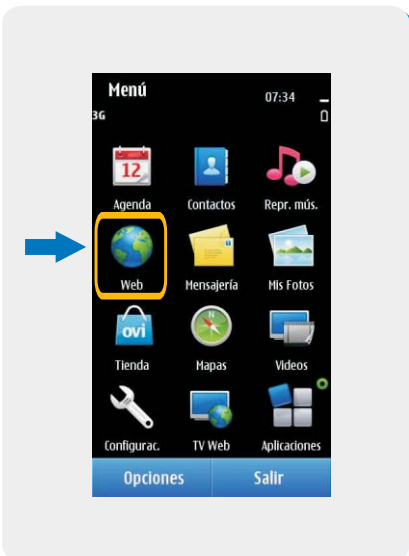 Menú
07:34
3G
12
Agenda Contactos Repr. mús.
Web Mensajería Mis Fotos
ovi
N
Tienda Mapas Videos
Configurac. TV Web Aplicaciones
Opciones Salir